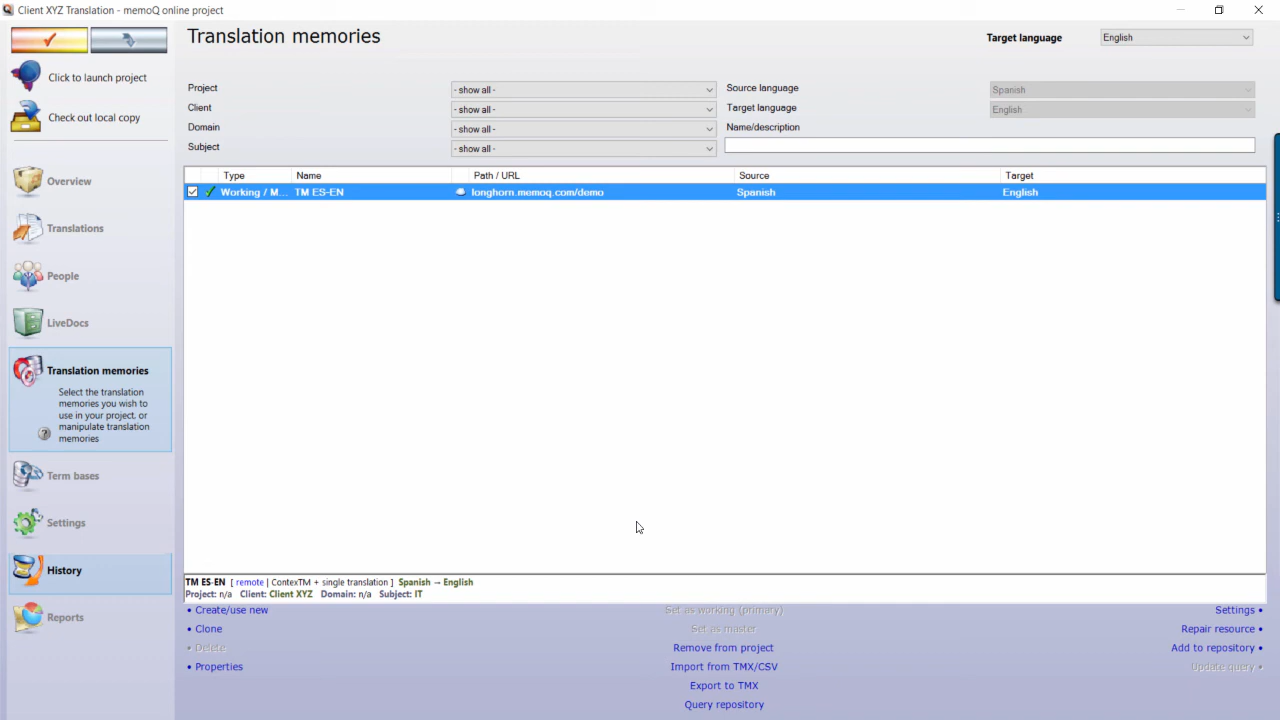 Client XYZ Translation - memoQ online project
Translation memories
Target language
English
Click to launch project
Check out local copy
Project
- show all -
Source language
Spanish
Client
- show all -
Target language
English
Domain
- show all -
Name/description
Subject
- show all -
Type Name Path / URL Source Target
Working / M... TM ES-EN longhorn.memoq.com/demo Spanish English
Overview
Translations
People
LiveDocs
Translation memories
Select the translation
memories you wish to
use in your project, or
manipulate translation
memories
?
Term bases
Settings
History
Reports
TM ES-EN [ remote | ContexTM + single translation ] Spanish → English
Project: n/a Client: Client XYZ Domain: n/a Subject: IT
• Create/use new
Set as working (primary)
Settings •
• Clone
Set as master
Repair resource •
• Delete
Remove from project
Add to repository •
• Properties
Import from TMX/CSV
Update query •
Export to TMX
Query repository